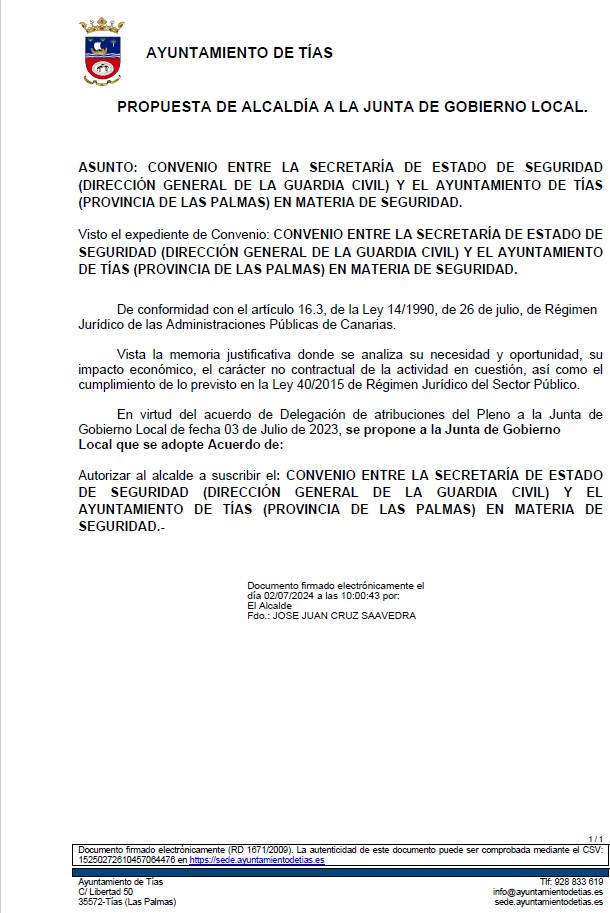 AYUNTAMIENTO DE TÍAS
PROPUESTA DE ALCALDÍA A LA JUNTA DE GOBIERNO LOCAL.
ASUNTO: CONVENIO ENTRE LA SECRETARÍA DE ESTADO DE SEGURIDAD
(DIRECCIÓN GENERAL DE LA GUARDIA CIVIL) Y EL AYUNTAMIENTO DE TÍAS
(PROVINCIA DE LAS PALMAS) EN MATERIA DE SEGURIDAD.
Visto el expediente de Convenio: CONVENIO ENTRE LA SECRETARÍA DE ESTADO DE
SEGURIDAD (DIRECCIÓN GENERAL DE LA GUARDIA CIVIL) Y EL AYUNTAMIENTO
DE TÍAS (PROVINCIA DE LAS PALMAS) EN MATERIA DE SEGURIDAD.
De conformidad con el artículo 16.3, de la Ley 14/1990, de 26 de julio, de Régimen
Jurídico de las Administraciones Públicas de Canarias.
Vista la memoria justificativa donde se analiza su necesidad y oportunidad, su
impacto económico, el carácter no contractual de la actividad en cuestión, así como el
cumplimiento de lo previsto en la Ley 40/2015 de Régimen Jurídico del Sector Público.
En virtud del acuerdo de Delegación de atribuciones del Pleno a la Junta de
Gobierno Local de fecha 03 de Julio de 2023, se propone a la Junta de Gobierno
Local que se adopte Acuerdo de:
Autorizar al alcalde a suscribir el: CONVENIO ENTRE LA SECRETARÍA DE ESTADO
DE SEGURIDAD (DIRECCIÓN GENERAL DE LA GUARDIA CIVIL) Y EL
AYUNTAMIENTO DE TÍAS (PROVINCIA DE LAS PALMAS) EN MATERIA DE
SEGURIDAD.-
Documento firmado electrónicamente el
día 02/07/2024 a las 10:00:43 por:
El Alcalde
Fdo.: JOSE JUAN CRUZ SAAVEDRA
1 / 1
Documento firmado electrónicamente (RD 1671/2009). La autenticidad de este documento puede ser comprobada mediante el CSV:
15250272610457064476 en https://sede.ayuntamientodetias.es
Ayuntamiento de Tías Tlf: 928 833 619
C/ Libertad 50 info@ayuntamientodetias.es
35572-Tías (Las Palmas) sede.ayuntamientodetias.es